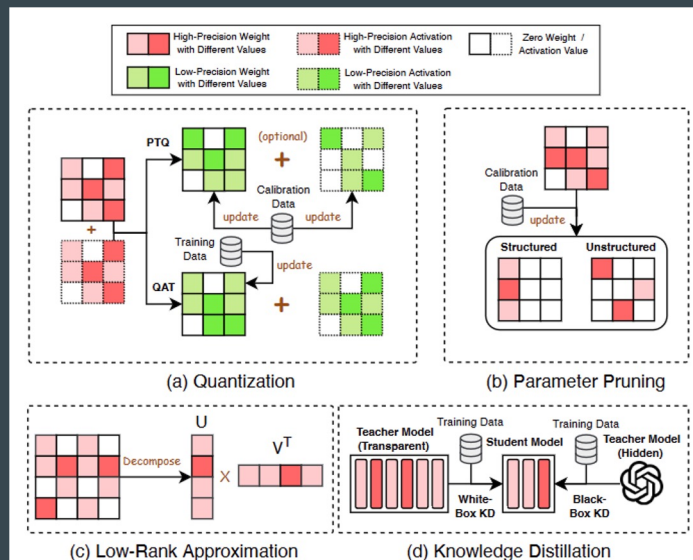 High-Precision Weight
with Different Values
High-Precision Activation
with Different Values
Zero Weight /
Activation Value
Low-Precision Weight
with Different Values
Low-Precision Activation
with Different Values
PTQ
(optional)
+
Calibration
Data
update
update
+
Training
Data
update
QAT
+
(a) Quantization
Calibration
Data
update
Structured
Unstructured
(b) Parameter Pruning
Decompose
U
X
V^T
(c) Low-Rank Approximation
Training Data
Training Data
Teacher Model
(Transparent)
Student Model
Teacher Model
(Hidden)
White-
Box KD
Black-
Box KD
(d) Knowledge Distillation